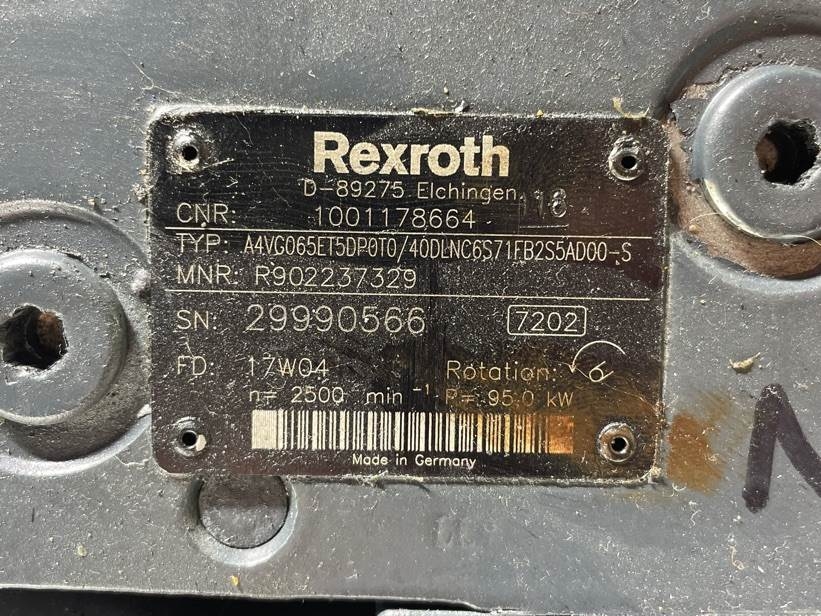 Rexroth
D-89275 Elchingen
118
CNR: 1001178664
TYP: A4VG065ET5DP0T0/40DLNC6S71FB2S5AD00-S
MNR: R902237329
SN: 29990566 7202
FD: 17W04 Rotation:
n= 2500 min -1 P= 95.0 kW
Made in Germany
N